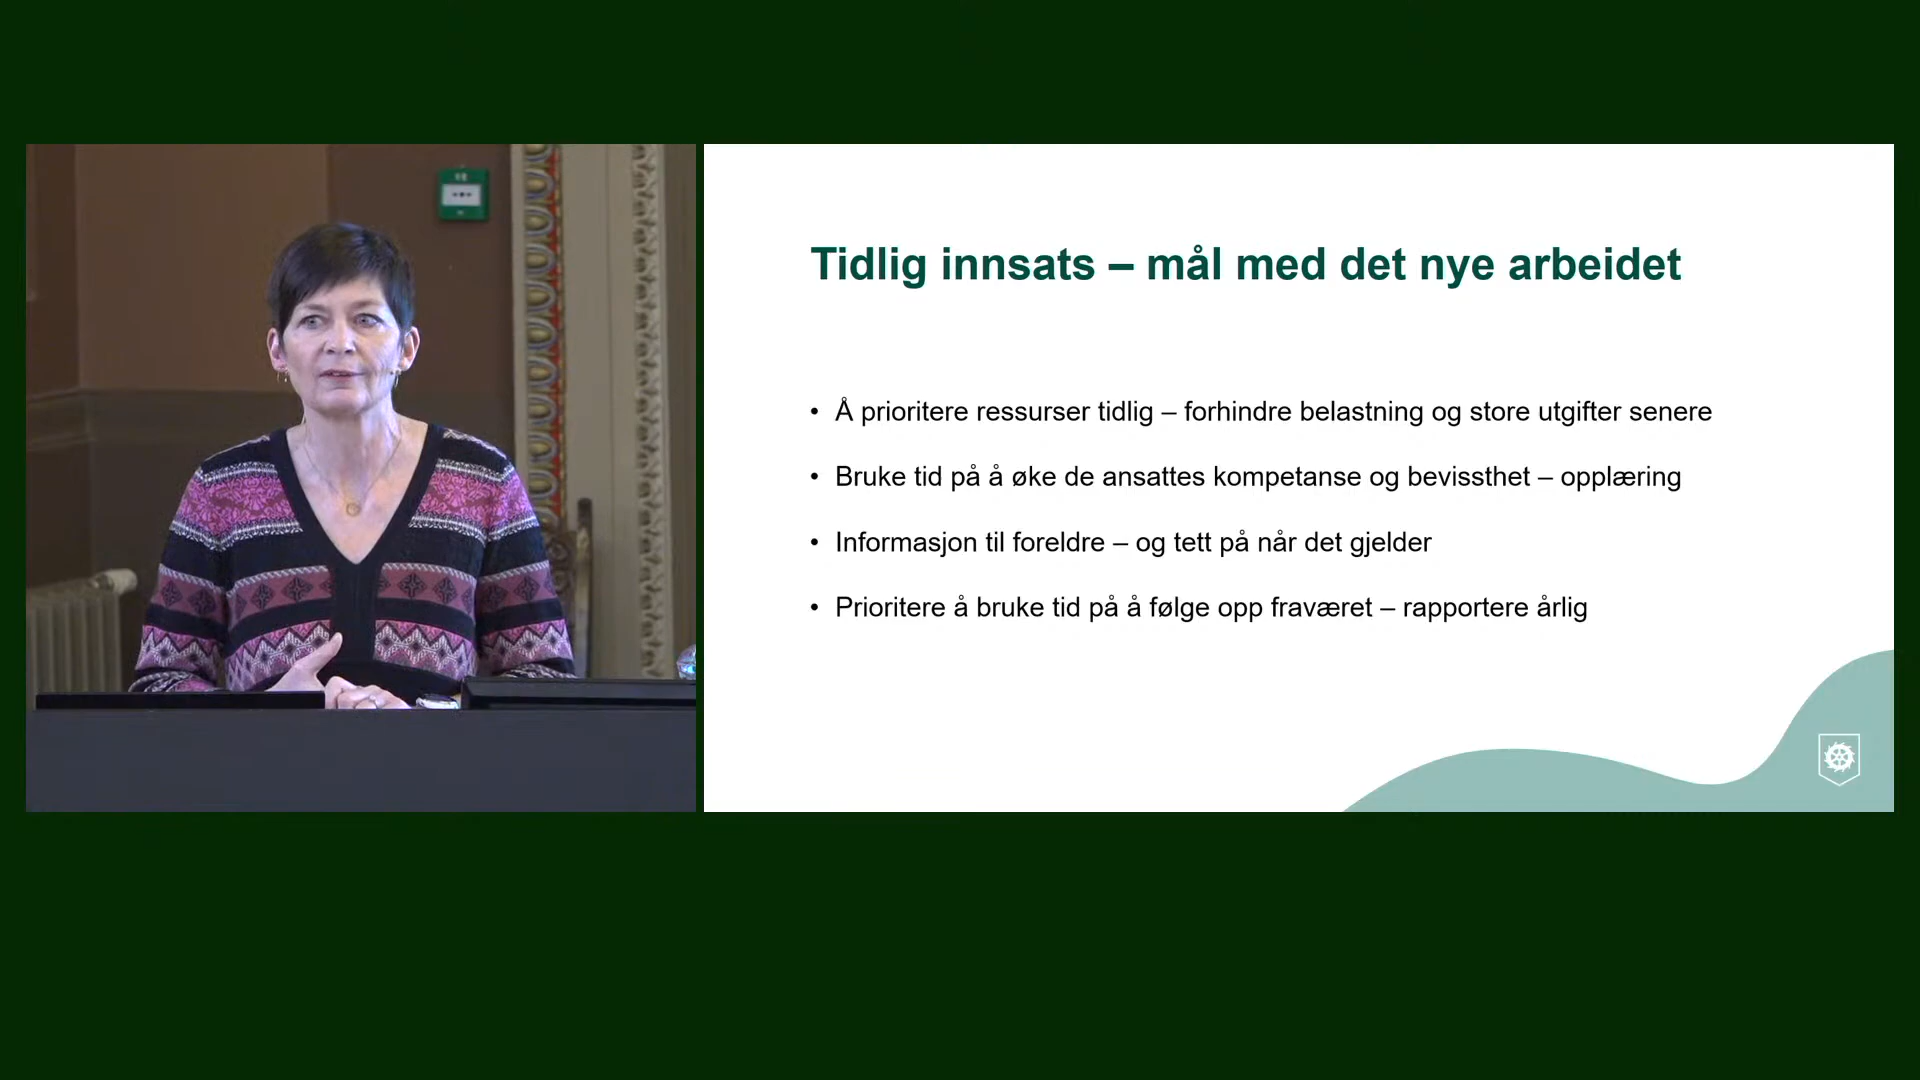 Tidlig innsats – mål med det nye arbeidet
• Å prioritere ressurser tidlig – forhindre belastning og store utgifter senere
• Bruke tid på å øke de ansattes kompetanse og bevissthet – opplæring
• Informasjon til foreldre – og tett på når det gjelder
• Prioritere å bruke tid på å følge opp fraværet – rapportere årlig